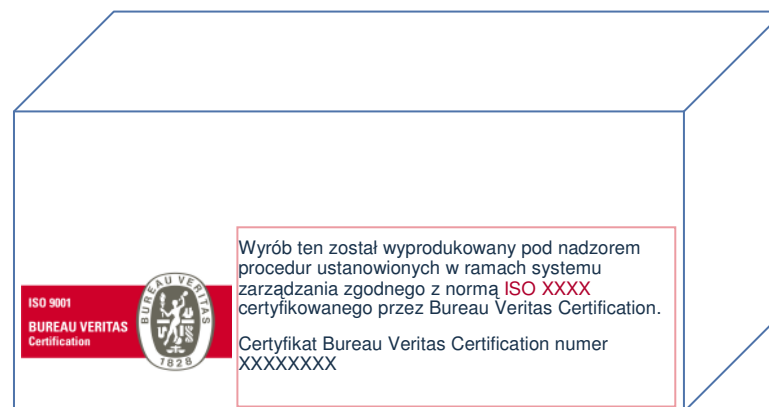 ISO 9001
BUREAU VERITAS
Certification
BUREAU VERITAS
1828
Wyrób ten został wyprodukowany pod nadzorem
procedur ustanowionych w ramach systemu
zarządzania zgodnego z normą ISO XXXX
certyfikowanego przez Bureau Veritas Certification.
Certyfikat Bureau Veritas Certification numer
XXXXXXXX